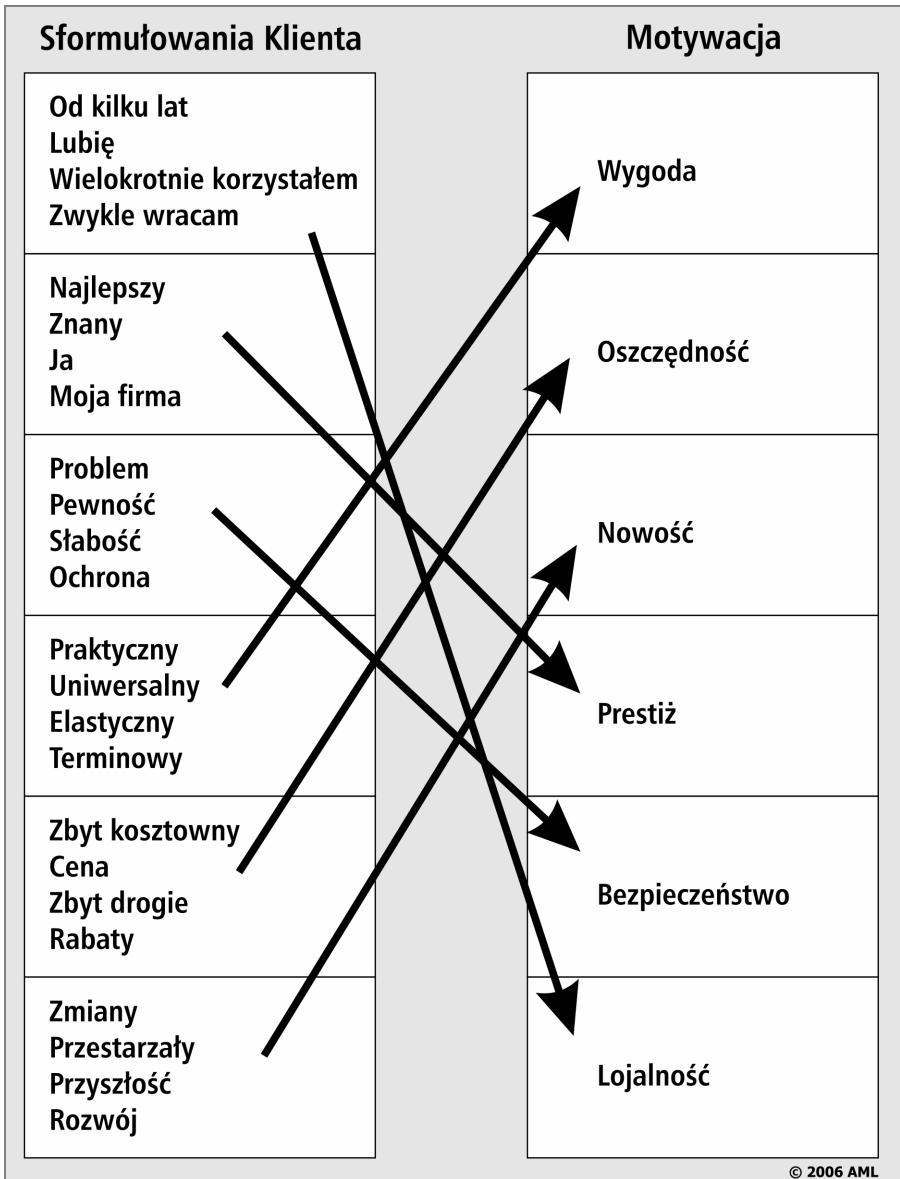 Sformułowania Klienta
Motywacja
Od kilku lat
Lubię
Wielokrotnie korzystałem
Zwykle wracam
Wygoda
Najlepszy
Znany
Ja
Moja firma
Oszczędność
Problem
Pewność
Słabość
Ochrona
Nowość
Praktyczny
Uniwersalny
Elastyczny
Terminowy
Prestiż
Zbyt kosztowny
Cena
Zbyt drogie
Rabaty
Bezpieczeństwo
Zmiany
Przestarzały
Przyszłość
Rozwój
Lojalność
© 2006 AML